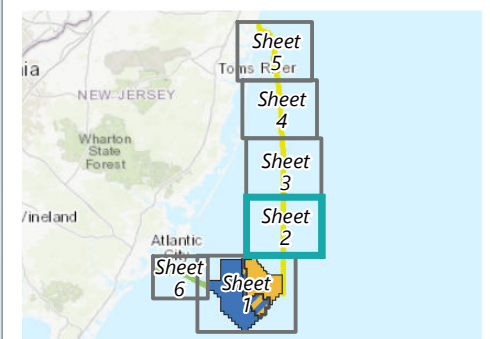 Sheet
5
ia
Toms River
NEW JERSEY
Sheet
4
Wharton
State
Forest
Sheet
3
Vineland
Sheet
2
Atlantic
City
Sheet
6
Sheet
1